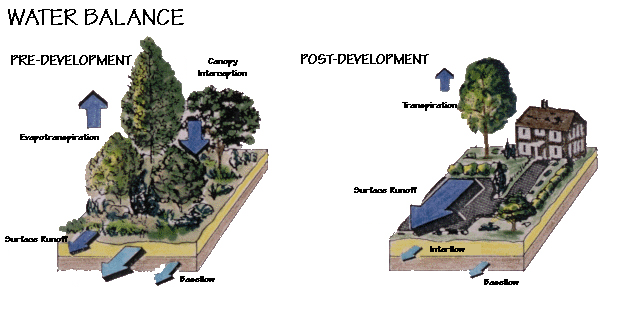 WATER BALANCE
PRE-DEVELOPMENT
Canopy
Interception
Evapotranspiration
Surface Runoff
Baseflow
POST-DEVELOPMENT
Transpiration
Surface Runoff
Interflow
Baseflow